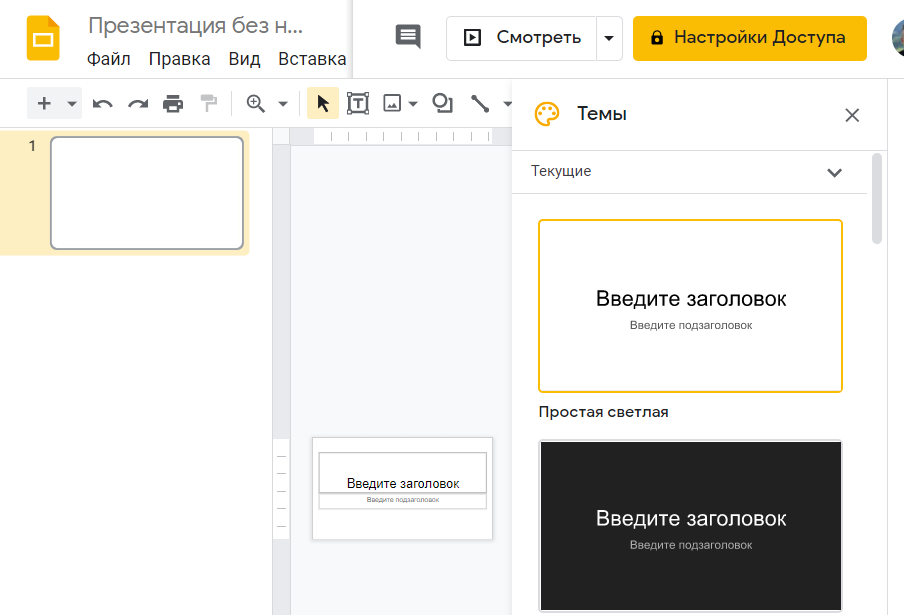 Презентация без н...
Файл Правка Вид Вставка
Смотреть
Настройки Доступа
Темы
1
Текущие
Введите заголовок
Введите подзаголовок
Простая светлая
Введите заголовок
Введите подзаголовок
Введите заголовок
Введите подзаголовок